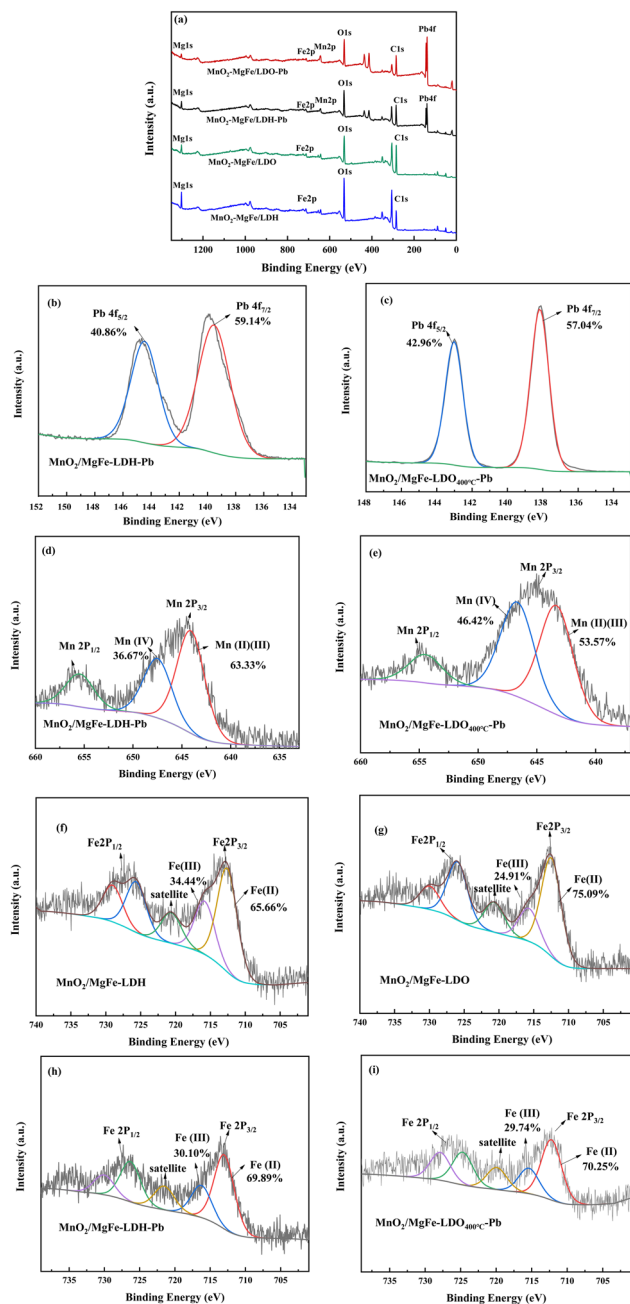 (a)
Mg1s
Fe2p
Mn2p
O1s
C1s
Pb4f
MnO2-MgFe/LDO-Pb
Mg1s
Fe2p
Mn2p
O1s
C1s
Pb4f
MnO2-MgFe/LDH-Pb
Mg1s
Fe2p
O1s
C1s
MnO2-MgFe/LDO
Mg1s
Fe2p
O1s
C1s
MnO2-MgFe/LDH
Intensity (a.u.)
1200 1000 800 600 400 200 0
Binding Energy (eV)
(b)
Pb 4f5/2
40.86%
Pb 4f7/2
59.14%
MnO2/MgFe-LDH-Pb
Intensity (a.u.)
152 150 148 146 144 142 140 138 136 134
Binding Energy (eV)
(c)
Pb 4f5/2
42.96%
Pb 4f7/2
57.04%
MnO2/MgFe-LDO400℃-Pb
Intensity (a.u.)
148 146 144 142 140 138 136 134
Binding Energy (eV)
(d)
Mn 2P3/2
Mn (IV)
36.67%
Mn 2P1/2
Mn (II)(III)
63.33%
MnO2/MgFe-LDH-Pb
Intensity (a.u.)
660 655 650 645 640 635
Binding Energy (eV)
(e)
Mn 2P3/2
Mn (IV)
46.42%
Mn 2P1/2
Mn (II)(III)
53.57%
MnO2/MgFe-LDO400℃-Pb
Intensity (a.u.)
660 655 650 645 640
Binding Energy (eV)
(f)
Fe2P1/2
Fe2P3/2
Fe(III)
34.44%
satellite
Fe(II)
65.66%
MnO2/MgFe-LDH
Intensity (a.u.)
740 735 730 725 720 715 710 705
Binding Energy (eV)
(g)
Fe2P3/2
Fe2P1/2
Fe(III)
24.91%
satellite
Fe(II)
75.09%
MnO2/MgFe-LDO
Intensity (a.u.)
740 735 730 725 720 715 710 705
Binding Energy (eV)
(h)
Fe 2P1/2
Fe (III)
30.10%
Fe 2P3/2
satellite
Fe (II)
69.89%
MnO2/MgFe-LDH-Pb
Intensity (a.u.)
735 730 725 720 715 710 705
Binding Energy (eV)
(i)
Fe (III)
29.74%
Fe 2P3/2
Fe 2P1/2
satellite
Fe (II)
70.25%
MnO2/MgFe-LDO400℃-Pb
Intensity (a.u.)
735 730 725 720 715 710 705
Binding Energy (eV)